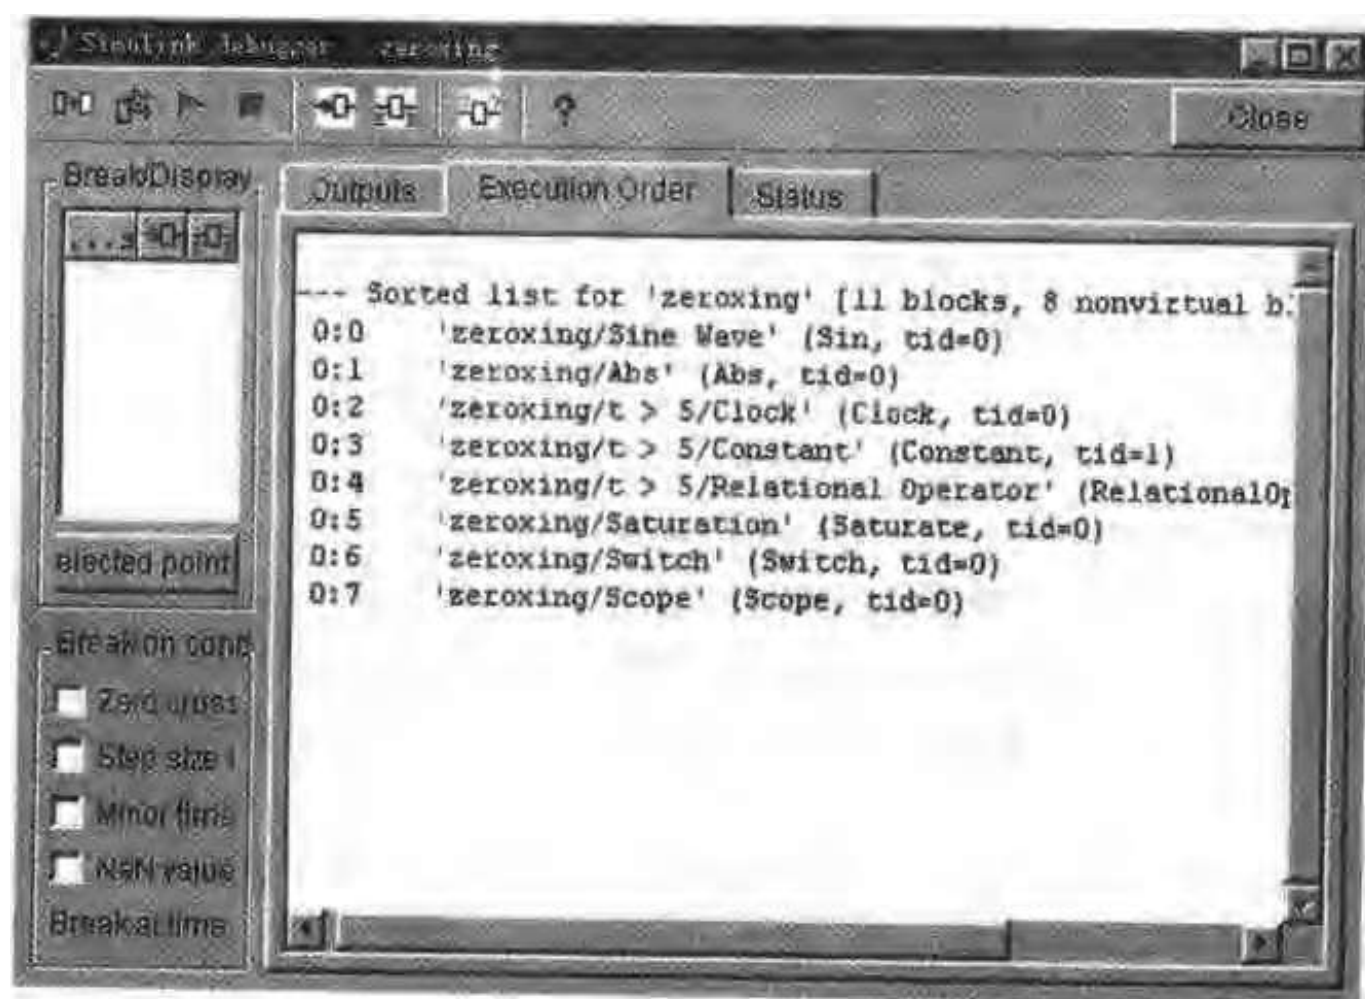 Simulink debugger zeroxing
Close
Break/Display
Outputs
Execution Order
Status
...s
--- Sorted list for 'zeroxing' [11 blocks, 8 nonvirtual b
0:0 'zeroxing/Sine Wave' (Sin, tid=0)
0:1 'zeroxing/Abs' (Abs, tid=0)
0:2 'zeroxing/t > 5/Clock' (Clock, tid=0)
0:3 'zeroxing/t > 5/Constant' (Constant, tid=1)
0:4 'zeroxing/t > 5/Relational Operator' (RelationalOp
0:5 'zeroxing/Saturation' (Saturate, tid=0)
0:6 'zeroxing/Switch' (Switch, tid=0)
0:7 'zeroxing/Scope' (Scope, tid=0)
elected point
Break on cond
Zero cross
Step size
Minor time
NaN value
Break at time